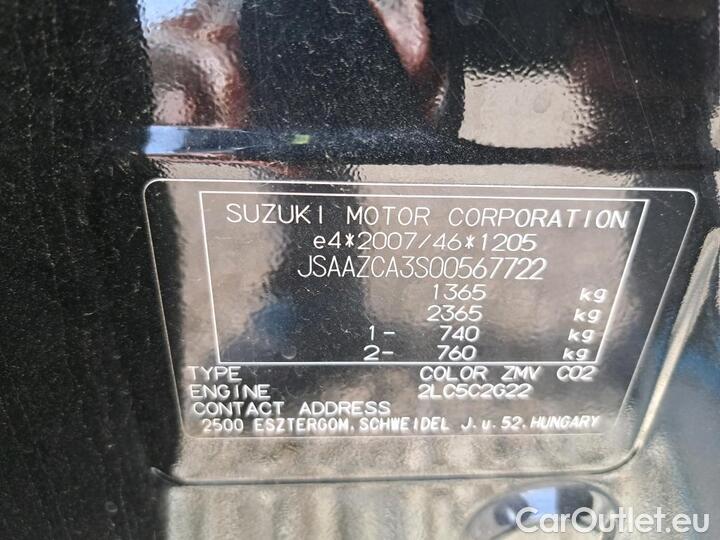 SUZUKI MOTOR CORPORATION
e4*2007/46*1205
JSAAZCA3S00567722
1365 kg
2365 kg
1- 740 kg
2- 760 kg
TYPE COLOR ZMV C02
ENGINE 2LC5C2G22
CONTACT ADDRESS
2500 ESZTERGOM, SCHWEIDEL J. u. 52. HUNGARY
CarOutlet.eu